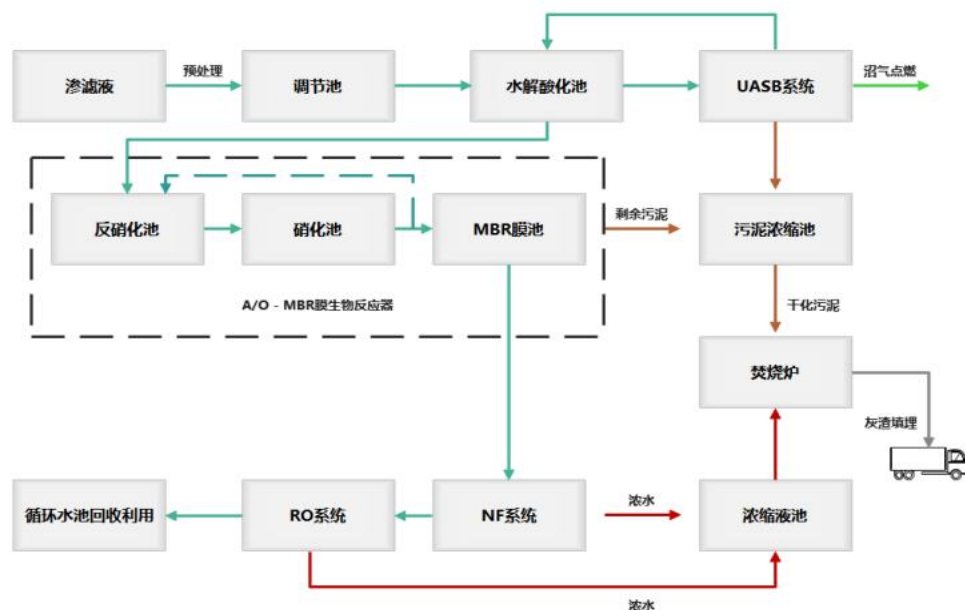 渗滤液
预处理
调节池
水解酸化池
UASB系统
沼气点燃
反硝化池
硝化池
MBR膜池
剩余污泥
污泥浓缩池
A/O - MBR膜生物反应器
干化污泥
焚烧炉
灰渣填埋
循环水池回收利用
RO系统
NF系统
浓水
浓缩液池
浓水